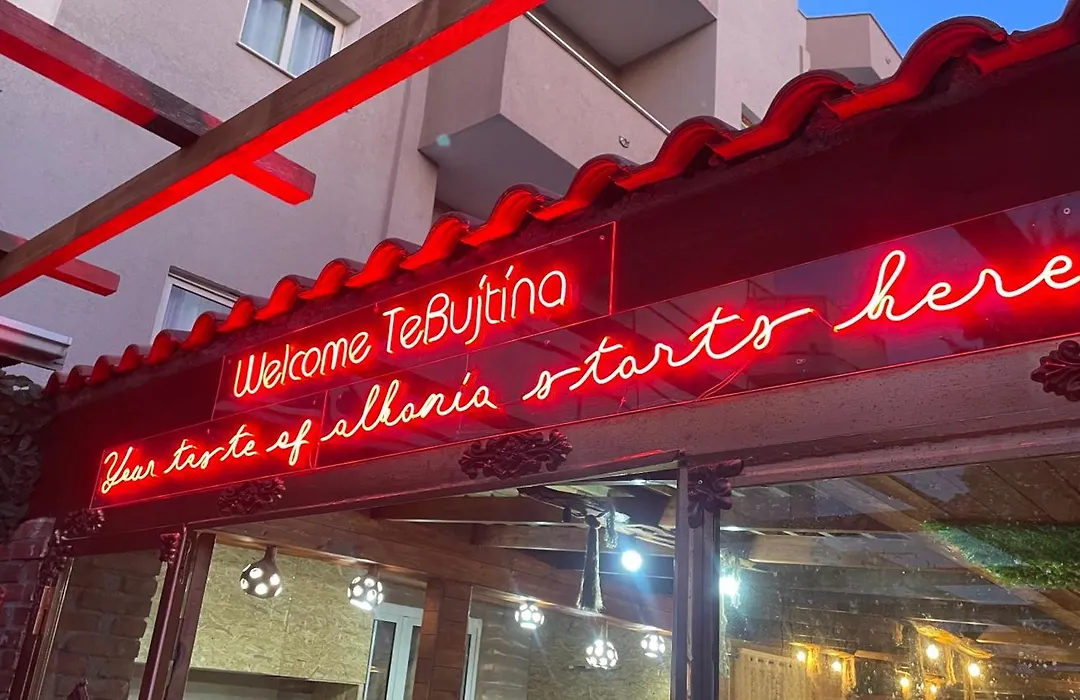 Welcome TeBujtina
Your taste of albania starts here